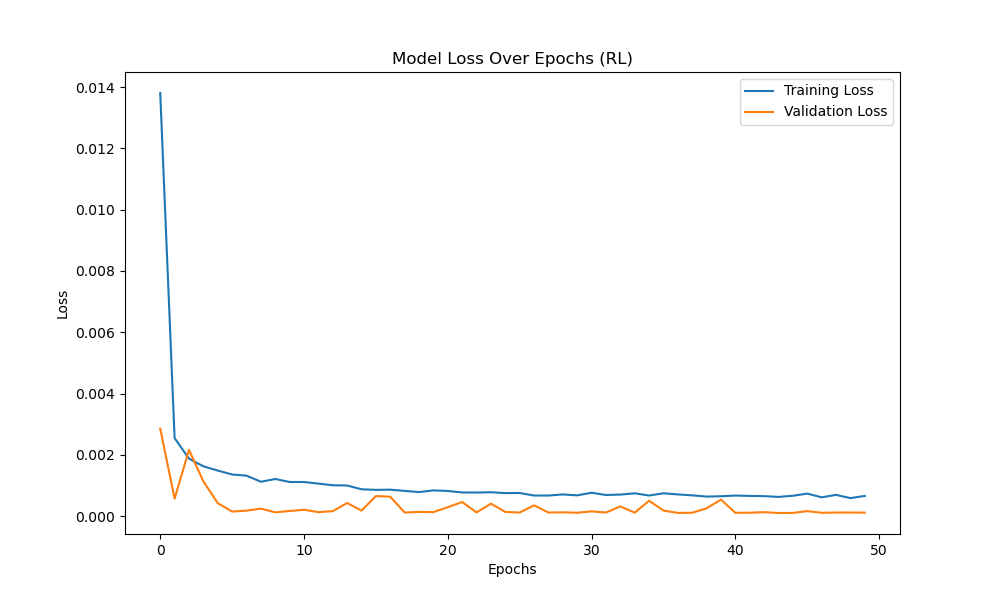 Model Loss Over Epochs (RL)
Training Loss
Validation Loss
0.014
0.012
0.010
0.008
0.006
0.004
0.002
0.000
Loss
0 10 20 30 40 50
Epochs